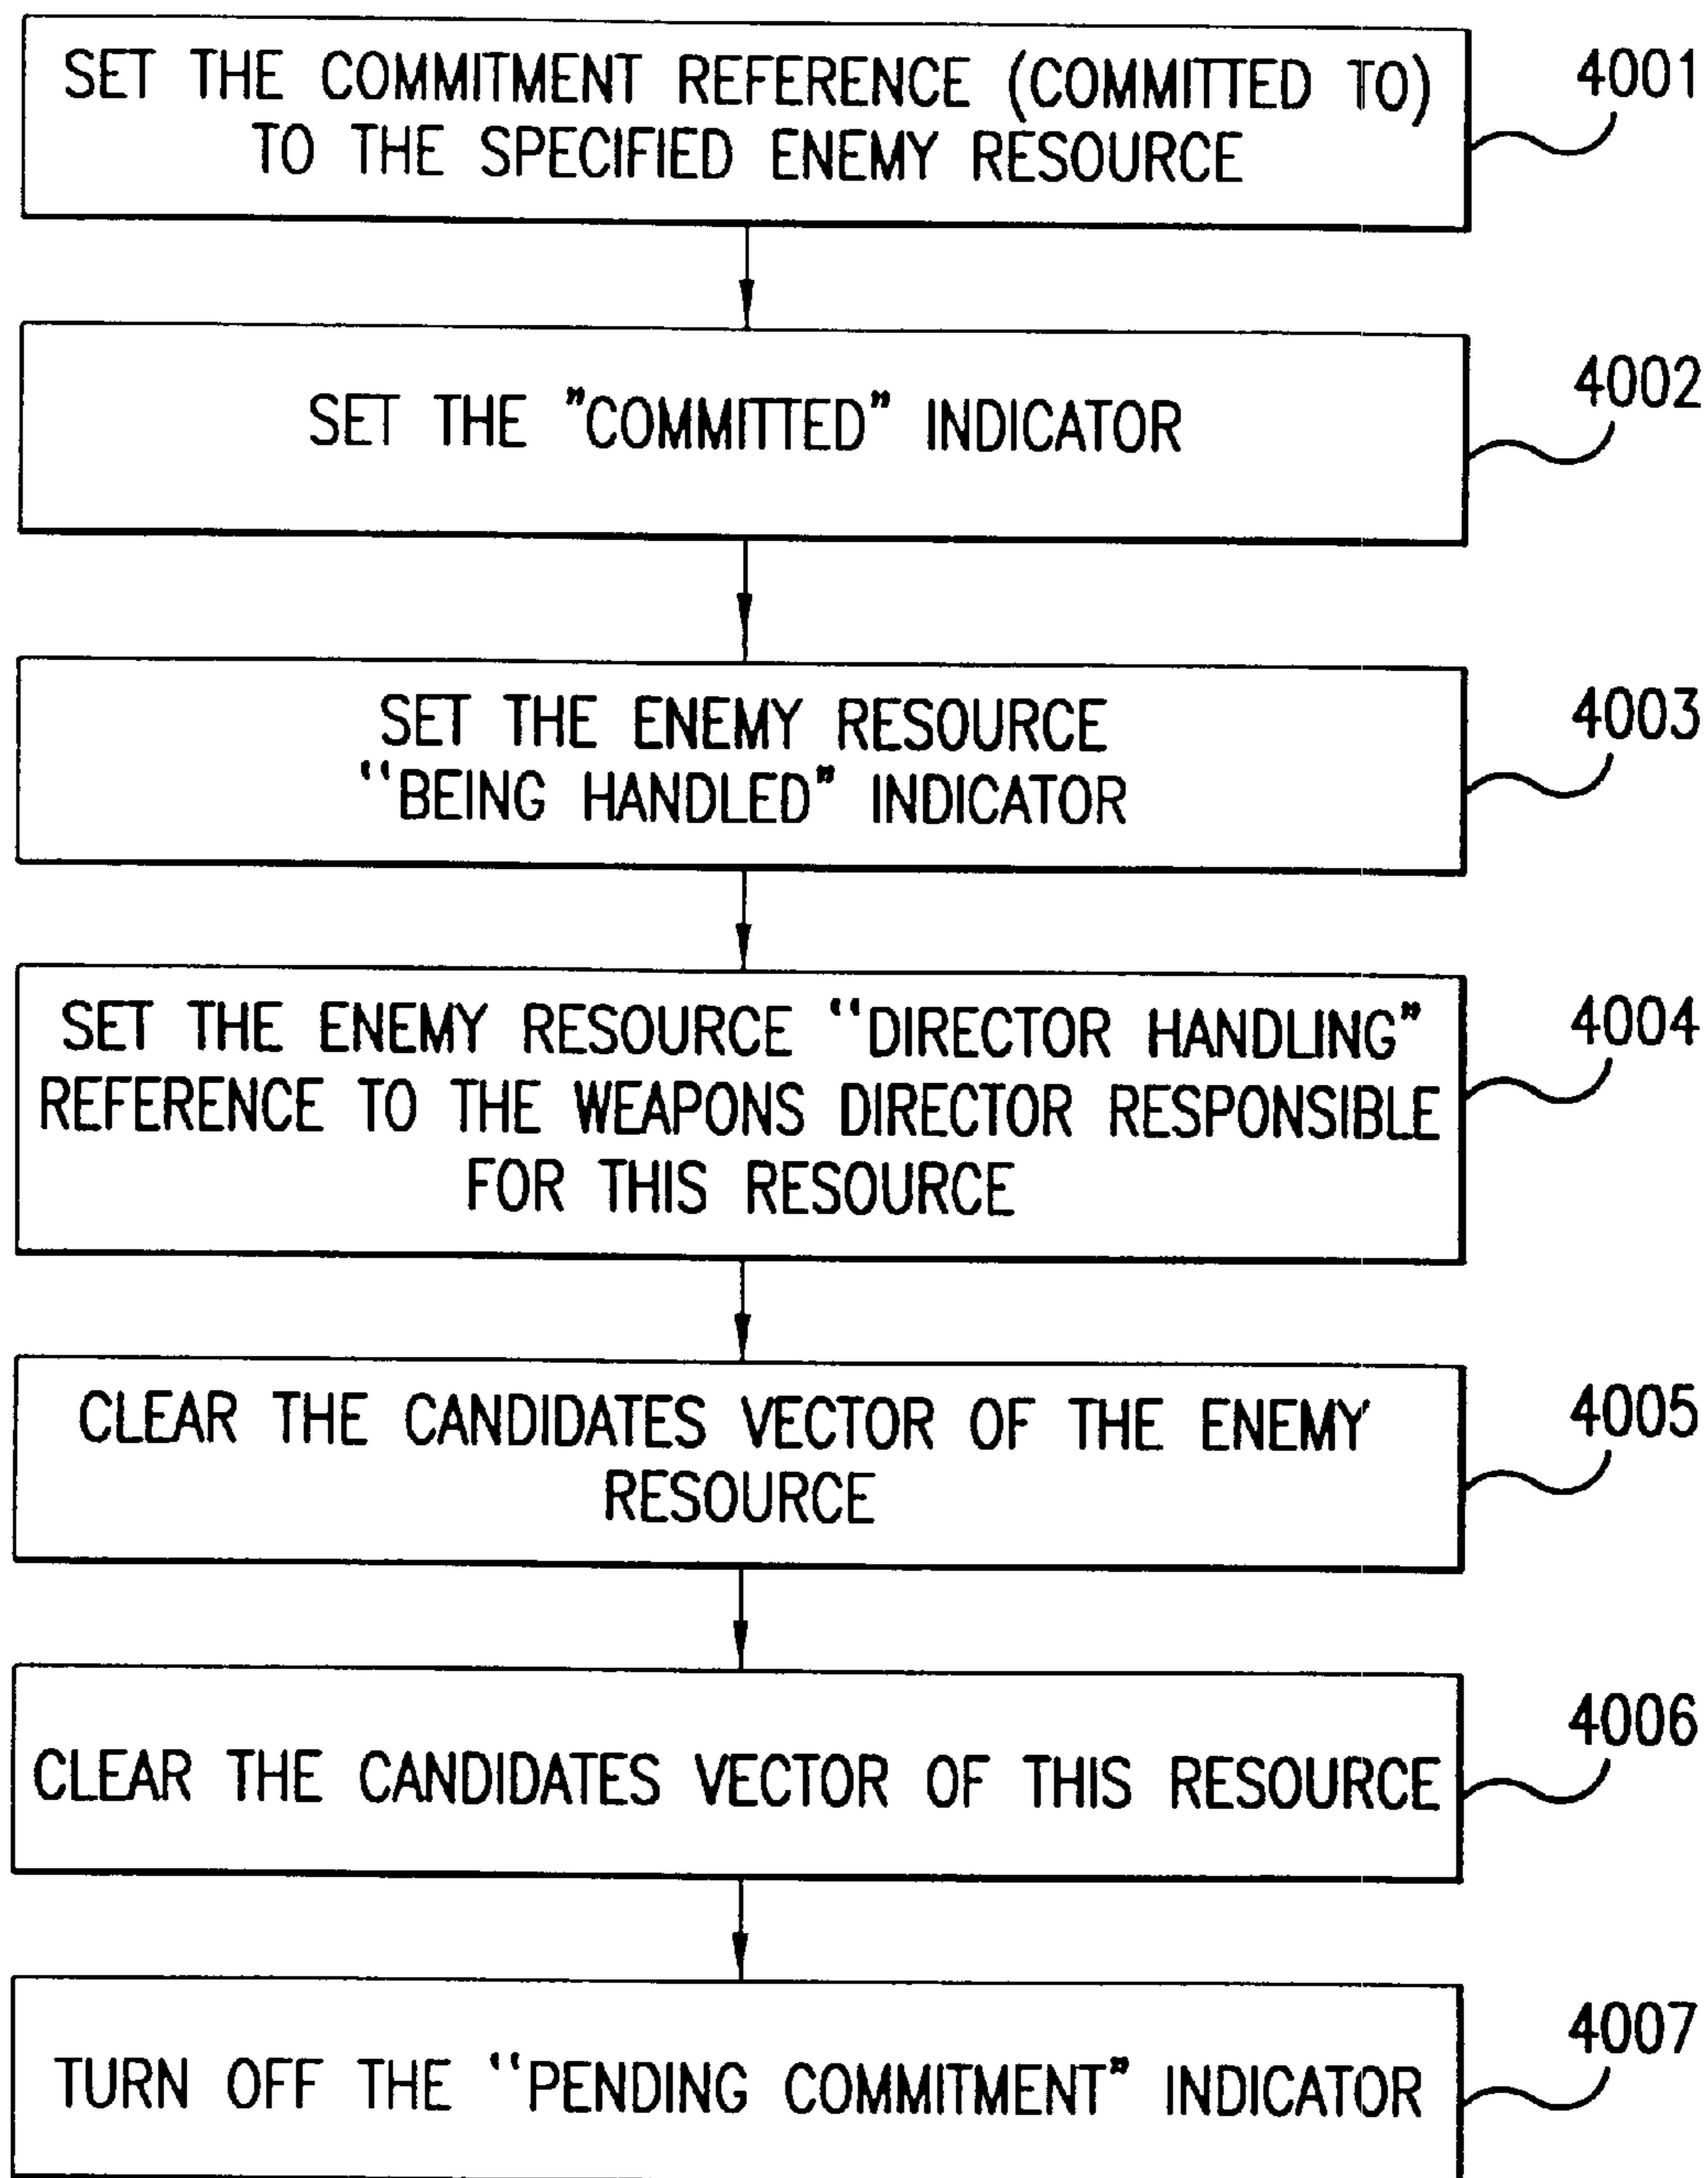 SET THE COMMITMENT REFERENCE (COMMITTED TO)
TO THE SPECIFIED ENEMY RESOURCE
4001
SET THE "COMMITTED" INDICATOR
4002
SET THE ENEMY RESOURCE
"BEING HANDLED" INDICATOR
4003
SET THE ENEMY RESOURCE "DIRECTOR HANDLING"
REFERENCE TO THE WEAPONS DIRECTOR RESPONSIBLE
FOR THIS RESOURCE
4004
CLEAR THE CANDIDATES VECTOR OF THE ENEMY
RESOURCE
4005
CLEAR THE CANDIDATES VECTOR OF THIS RESOURCE
4006
TURN OFF THE "PENDING COMMITMENT" INDICATOR
4007